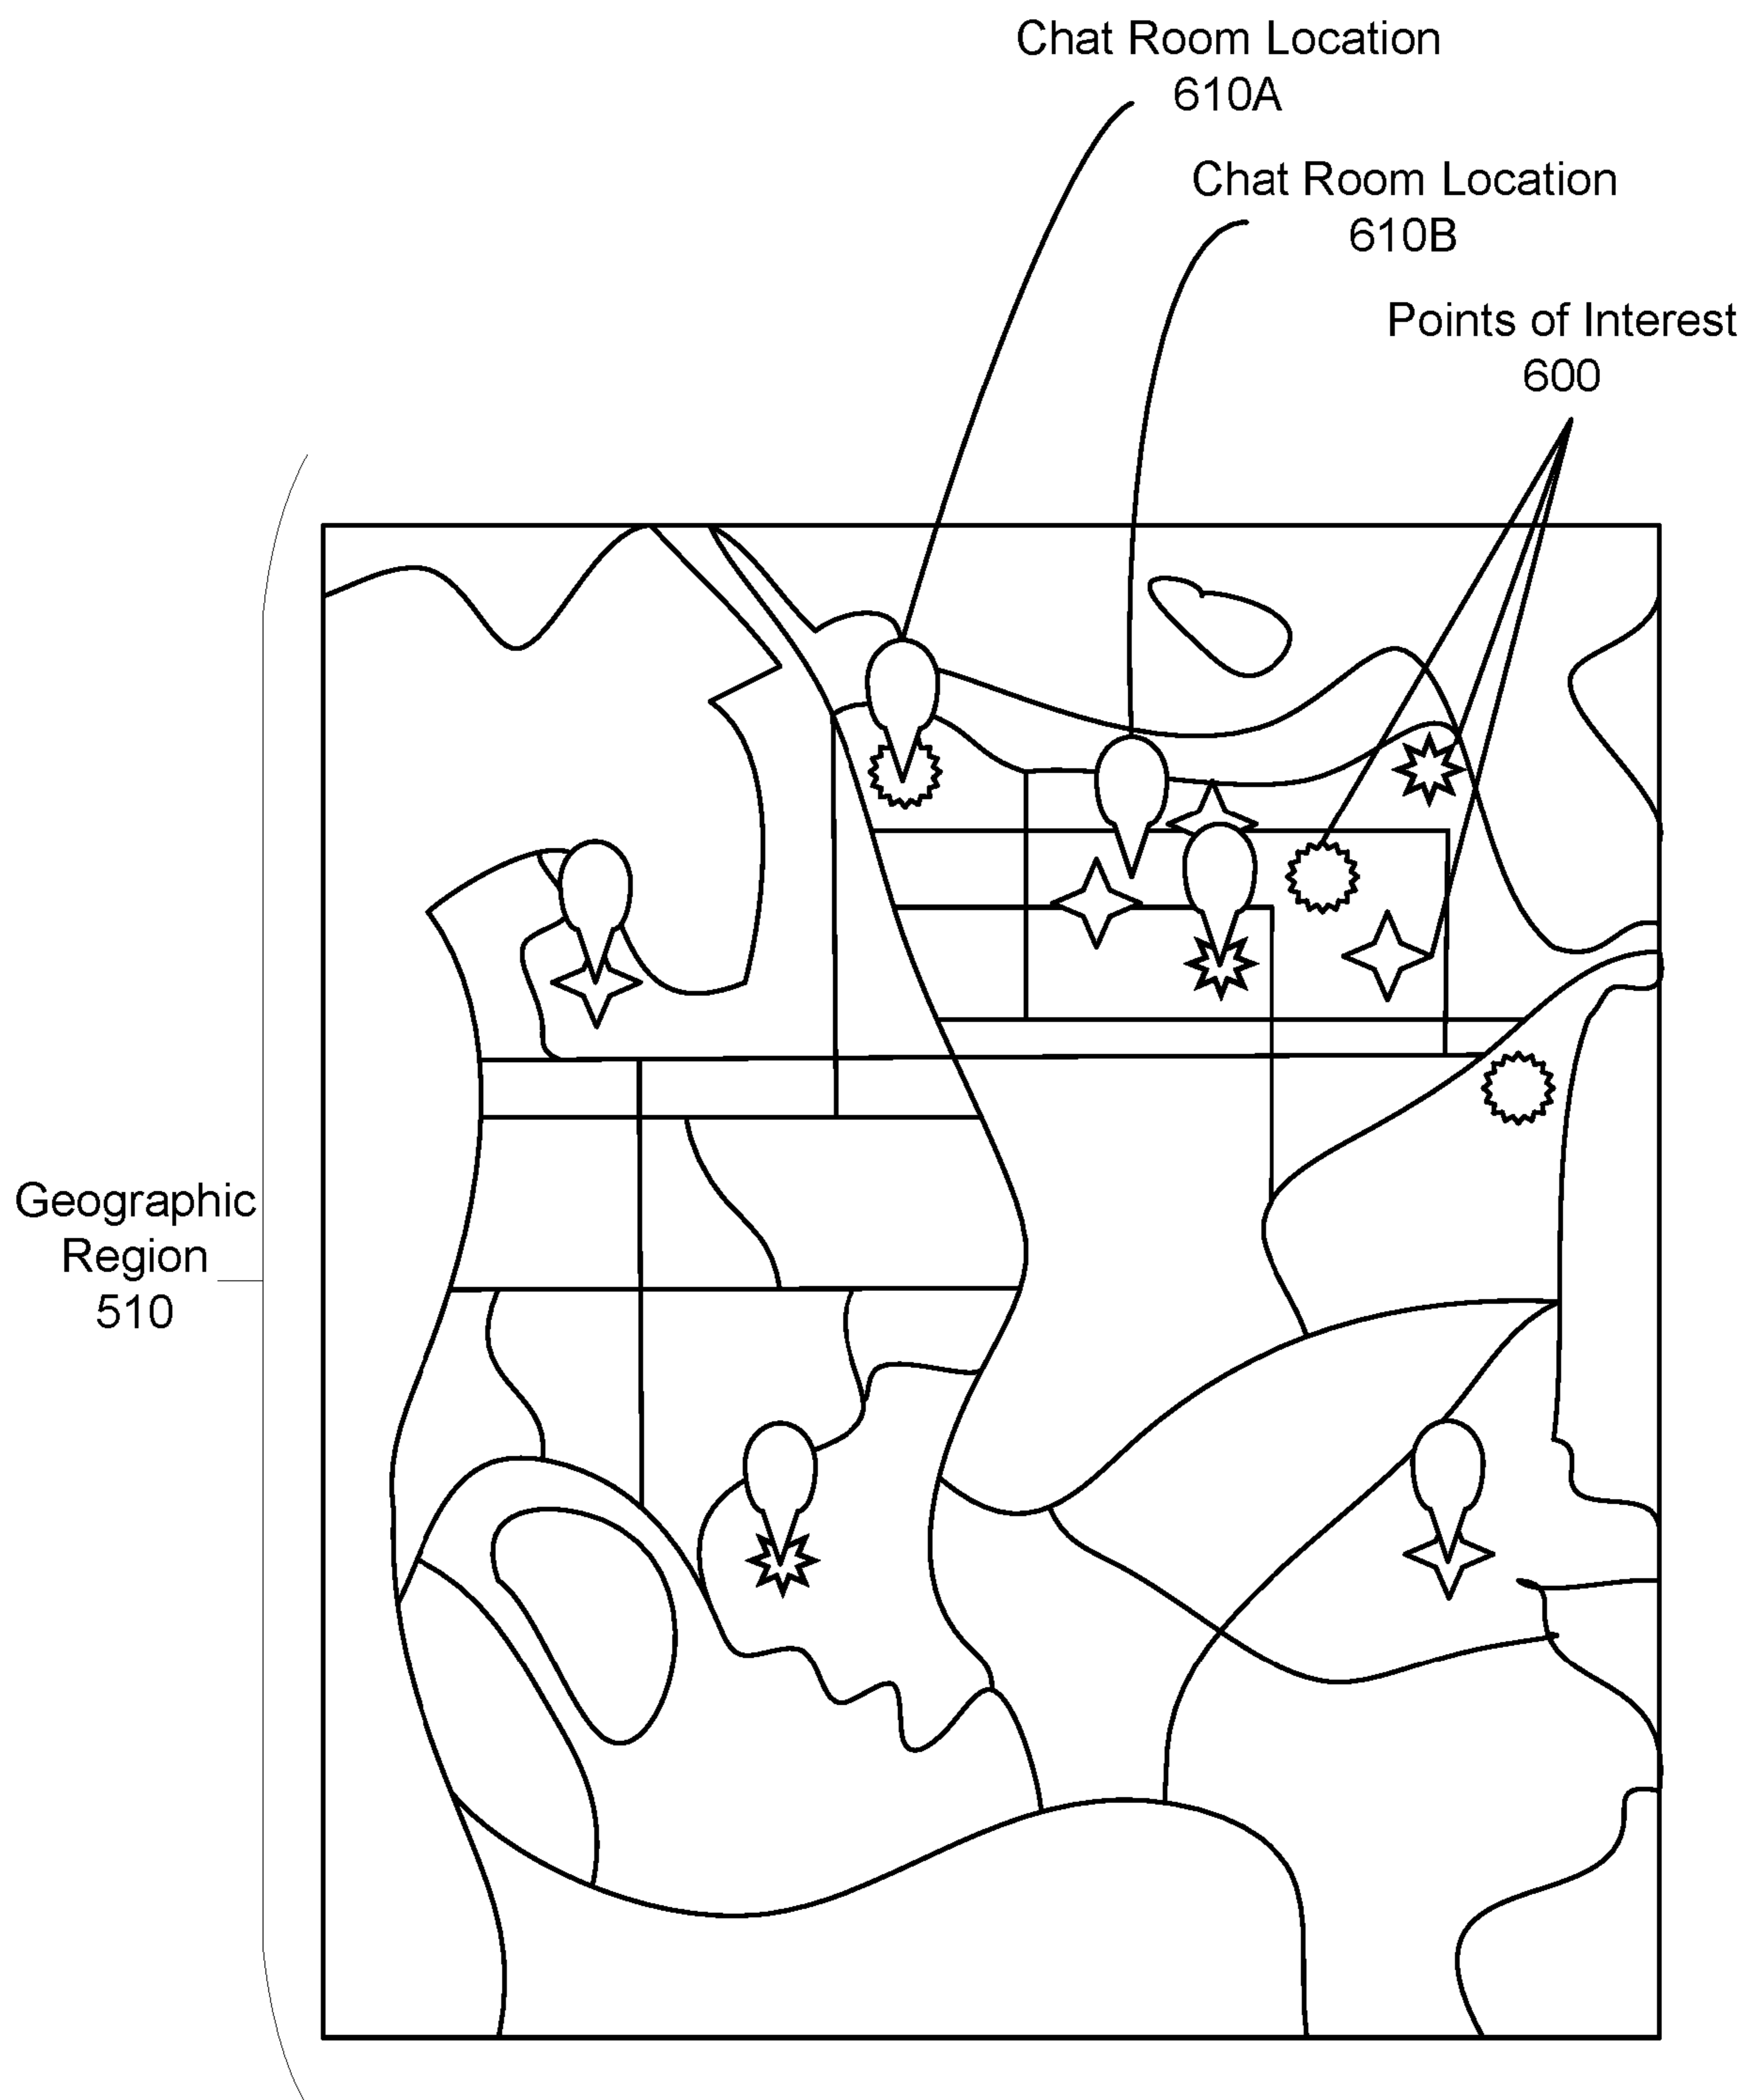 Chat Room Location
610A
Chat Room Location
610B
Points of Interest
600
Geographic
Region
510